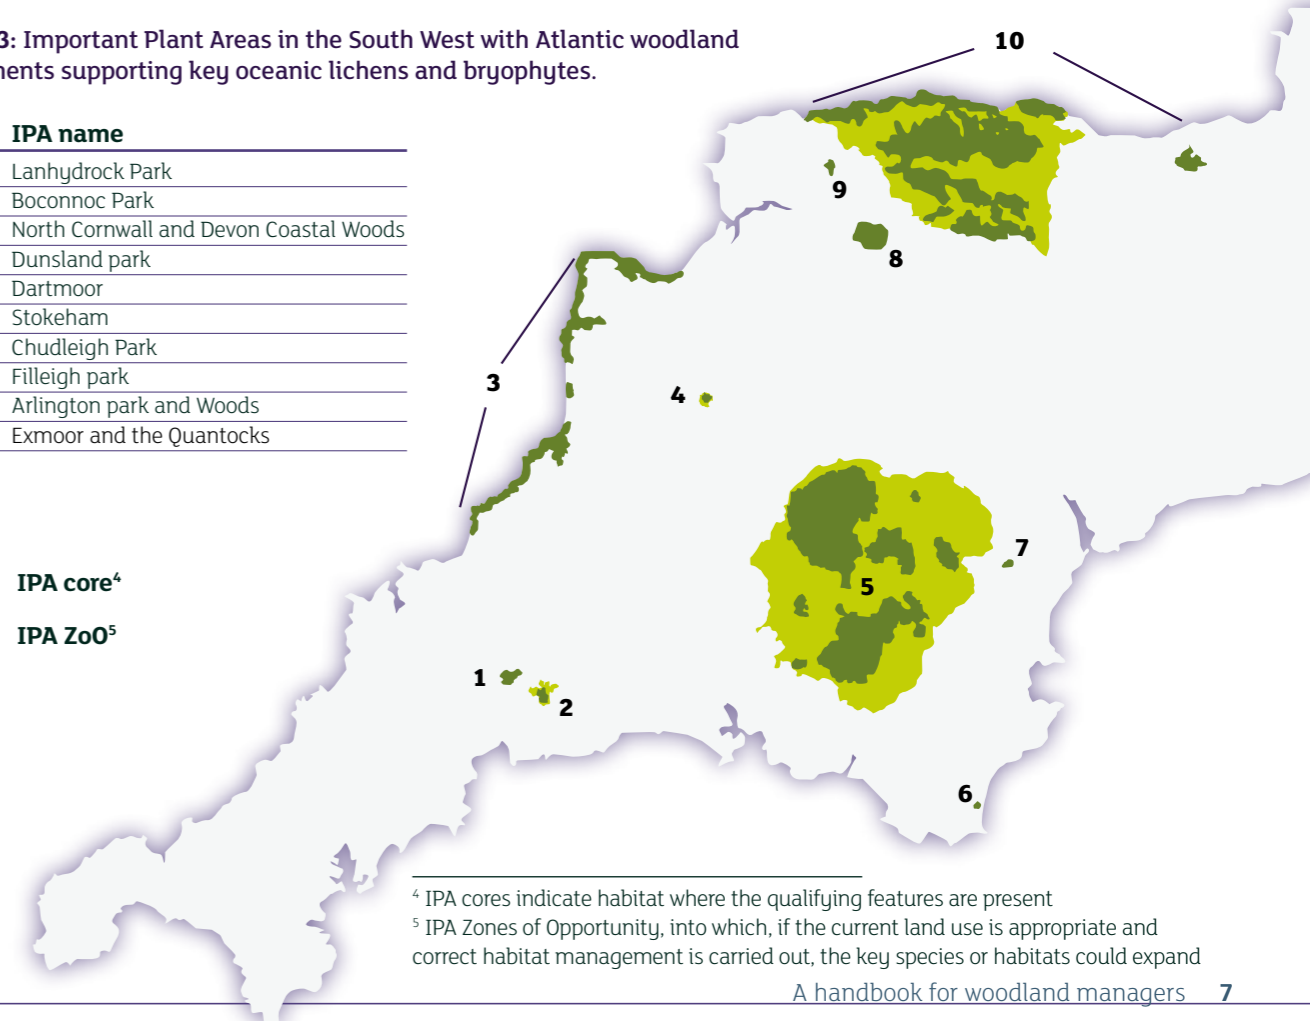 3: Important Plant Areas in the South West with Atlantic woodland
ments supporting key oceanic lichens and bryophytes.
IPA name
Lanhydrock Park
Boconnoc Park
North Cornwall and Devon Coastal Woods
Dunsland park
Dartmoor
Stokeham
Chudleigh Park
Filleigh park
Arlington park and Woods
Exmoor and the Quantocks
IPA core⁴
IPA ZoO⁵
10
9
8
3
4
7
5
1
2
6
⁴ IPA cores indicate habitat where the qualifying features are present
⁵ IPA Zones of Opportunity, into which, if the current land use is appropriate and
correct habitat management is carried out, the key species or habitats could expand
A handbook for woodland managers 7